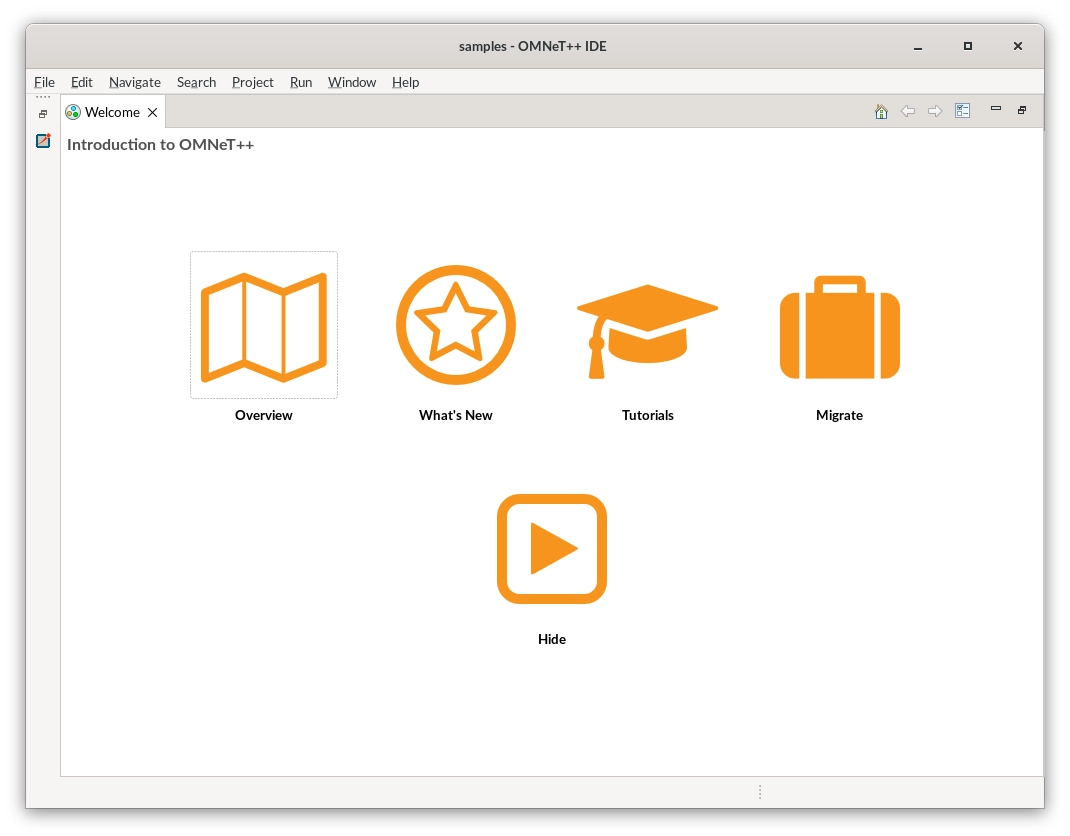 samples - OMNeT++ IDE
File Edit Navigate Search Project Run Window Help
Welcome
Introduction to OMNeT++
Overview What's New Tutorials Migrate
Hide